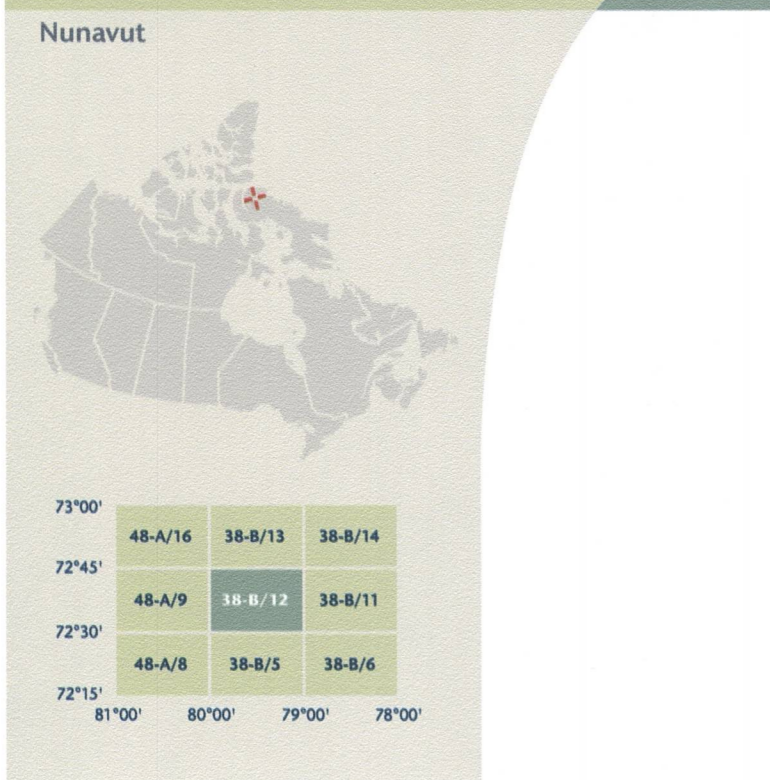 Nunavut
73°00'
48-A/16 38-B/13 38-B/14
72°45'
48-A/9 38-B/12 38-B/11
72°30'
48-A/8 38-B/5 38-B/6
72°15'
81°00' 80°00' 79°00' 78°00'